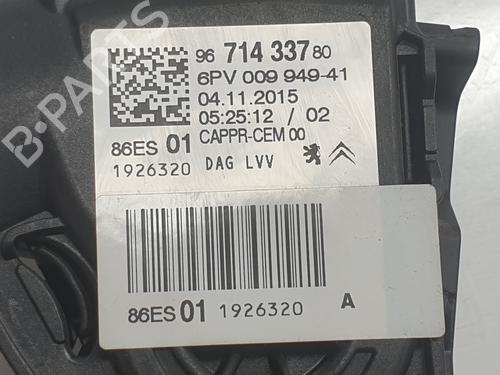 96 714 337 80
6PV 009 949-41
04.11.2015
05:25:12 / 02
CAPPR-CEM 00
86ES 01
1926320 DAG LVV
86ES 01 1926320 A